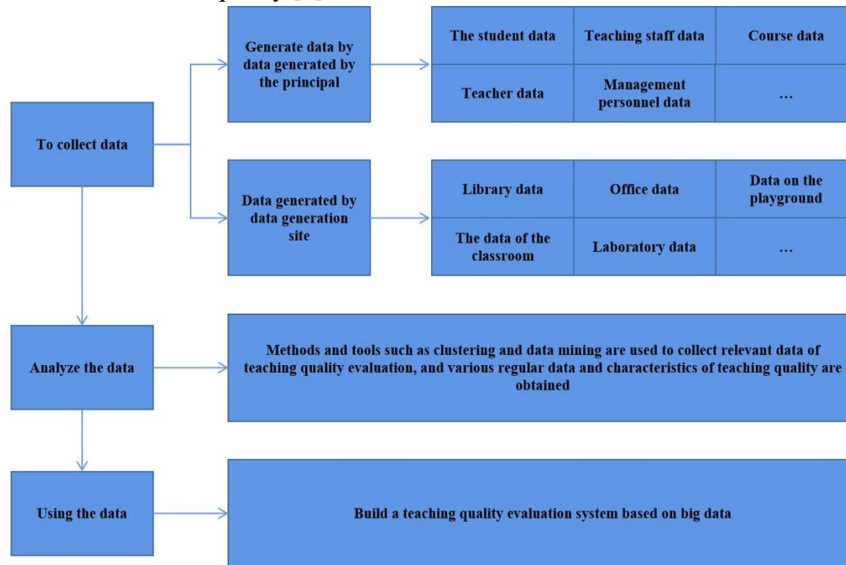 Generate data by
data generated by
the principal
The student data
Teaching staff data
Course data
Teacher data
Management
personnel data
…
To collect data
Data generated by
data generation
site
Library data
Office data
Data on the
playground
The data of the
classroom
Laboratory data
…
Analyze the data
Methods and tools such as clustering and data mining are used to collect relevant data of
teaching quality evaluation, and various regular data and characteristics of teaching quality are
obtained
Using the data
Build a teaching quality evaluation system based on big data